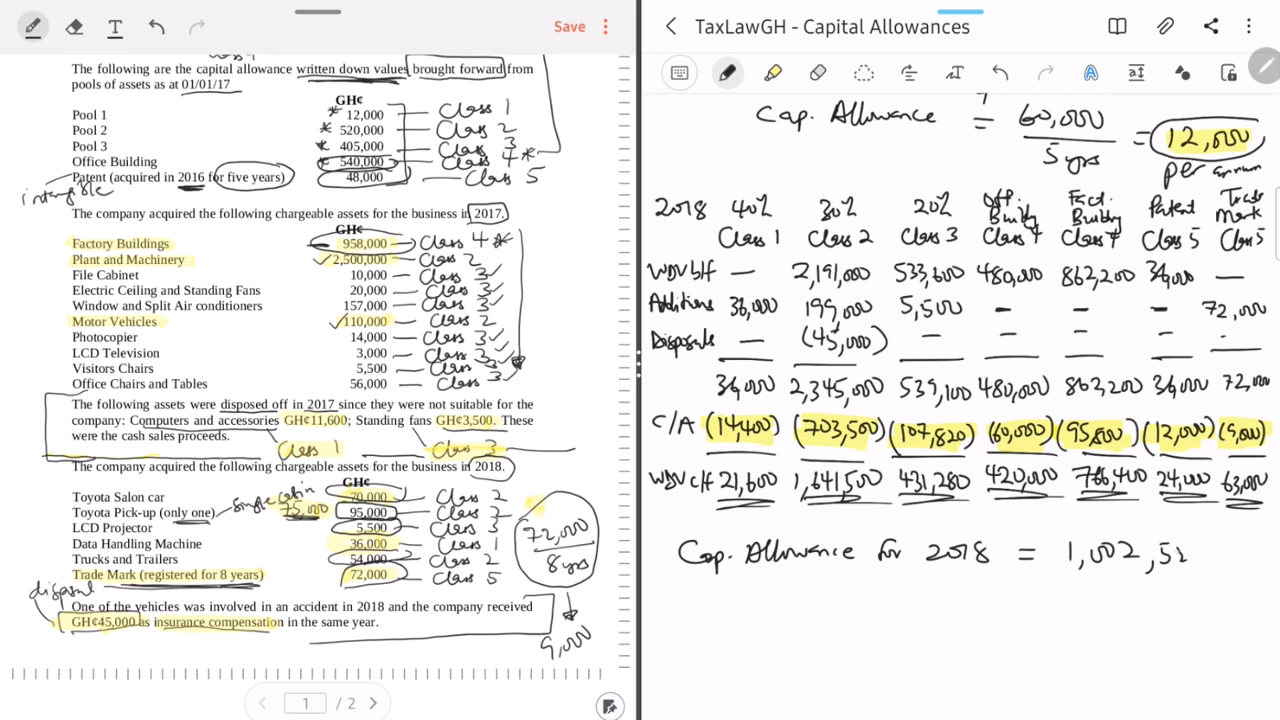 Save
TaxLawGH - Capital Allowances
The following are the capital allowance written down values brought forward from
pools of assets as at 01/01/17
GH¢
Pool 1 12,000 Class 1
Pool 2 520,000 Class 2
Pool 3 405,000 Class 3
Office Building 540,000 Class 4 *
Patent (acquired in 2016 for five years) 48,000 Class 5
intangible
The company acquired the following chargeable assets for the business in 2017.
GH¢
Factory Buildings 958,000 Class 4 *
Plant and Machinery 2,500,000 Class 2
File Cabinet 10,000 Class 3
Electric Ceiling and Standing Fans 20,000 Class 3
Window and Split Air conditioners 157,000 Class 3
Motor Vehicles 110,000 Class 2
Photocopier 14,000 Class 3
LCD Television 3,000 Class 3
Visitors Chairs 5,500 Class 3
Office Chairs and Tables 56,000 Class 3
The following assets were disposed off in 2017 since they were not suitable for the
company: Computers and accessories GH¢11,600; Standing fans GH¢3,500. These
were the cash sales proceeds.
Class 1 Class 3
The company acquired the following chargeable assets for the business in 2018.
GH¢
Toyota Salon car 70,000 Class 2
Toyota Pick-up (only one) single cabin 75,000 95,000 Class 2
LCD Projector 5,500 Class 3
Data Handling Machine 36,000 Class 1
Trucks and Trailers 54,000 Class 2
Trade Mark (registered for 8 years) 72,000 Class 5
72,000
8 yrs
9,000
disposal
One of the vehicles was involved in an accident in 2018 and the company received
GH¢45,000 as insurance compensation in the same year.
1 / 2
Cap. Allowance = 60,000 = 12,000
5 yrs per annum
2018 40% 30% 20% Off. Building Fact. Building Patent Trade Mark
Class 1 Class 2 Class 3 Class 4 Class 4 Class 5 Class 5
WDV b/f — 2,191,000 533,600 480,000 862,200 36,000 —
Additions 36,000 199,000 5,500 - - - 72,000
Disposals — (45,000) - - - - -
36,000 2,345,000 539,100 480,000 862,200 36,000 72,000
C/A (14,400) (703,500) (107,820) (60,000) (95,800) (12,000) (9,000)
WDV c/f 21,600 1,641,500 431,280 420,000 766,400 24,000 63,000
Cap. Allowance for 2018 = 1,002,52